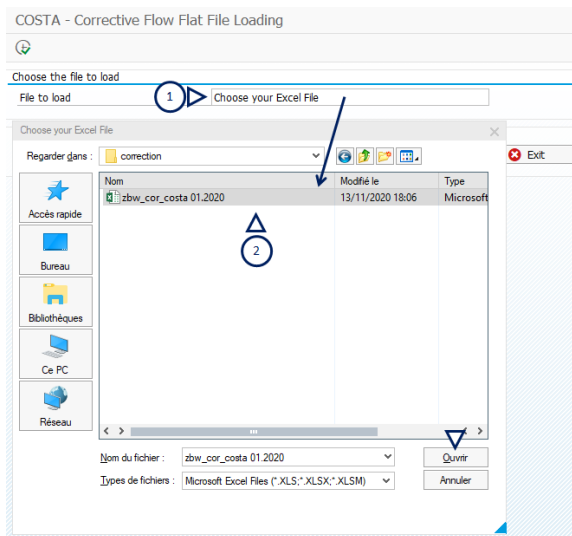 COSTA - Corrective Flow Flat File Loading
Choose the file to load
File to load
1
Choose your Excel File
Choose your Excel File
Regarder dans :
correction
Exit
Nom
Modifié le
Type
zbw_cor_costa 01.2020
13/11/2020 18:06
Microsoft
2
Accès rapide
Bureau
Bibliothèques
Ce PC
Réseau
Nom du fichier :
zbw_cor_costa 01.2020
Ouvrir
Types de fichiers :
Microsoft Excel Files (*.XLS;*.XLSX;*.XLSM)
Annuler